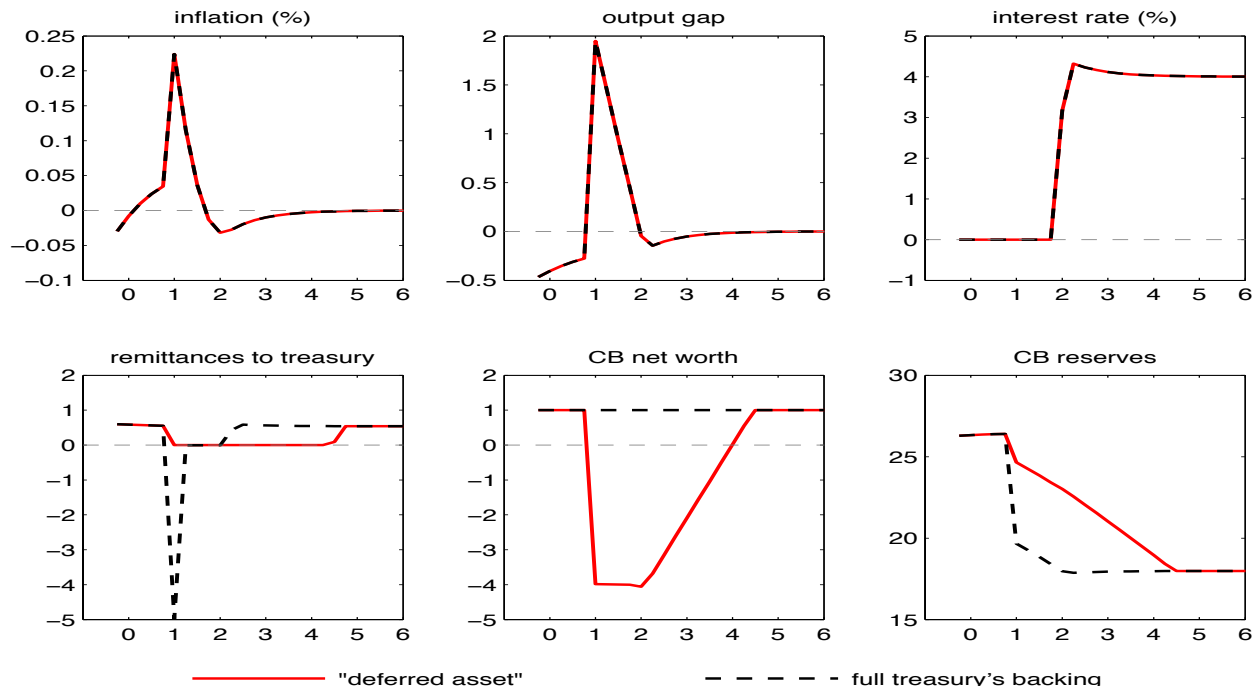 inflation (%)
output gap
interest rate (%)
0.25
0.2
0.15
0.1
0.05
0
−0.05
−0.1
0 1 2 3 4 5 6
2
1.5
1
0.5
0
−0.5
0 1 2 3 4 5 6
5
4
3
2
1
0
−1
0 1 2 3 4 5 6
remittances to treasury
CB net worth
CB reserves
2
1
0
−1
−2
−3
−4
−5
0 1 2 3 4 5 6
2
1
0
−1
−2
−3
−4
−5
0 1 2 3 4 5 6
30
25
20
15
0 1 2 3 4 5 6
"deferred asset"
full treasury's backing